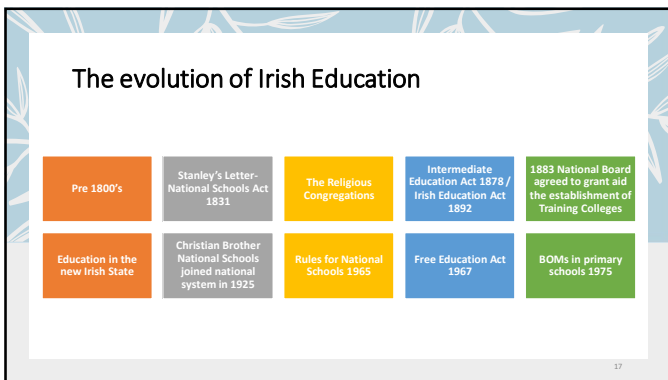 The evolution of Irish Education
Pre 1800's
Stanley's Letter-
National Schools Act
1831
The Religious
Congregations
Intermediate
Education Act 1878 /
Irish Education Act
1892
1883 National Board
agreed to grant aid
the establishment of
Training Colleges
Education in the
new Irish State
Christian Brother
National Schools
joined national
system in 1925
Rules for National
Schools 1965
Free Education Act
1967
BOMs in primary
schools 1975
17